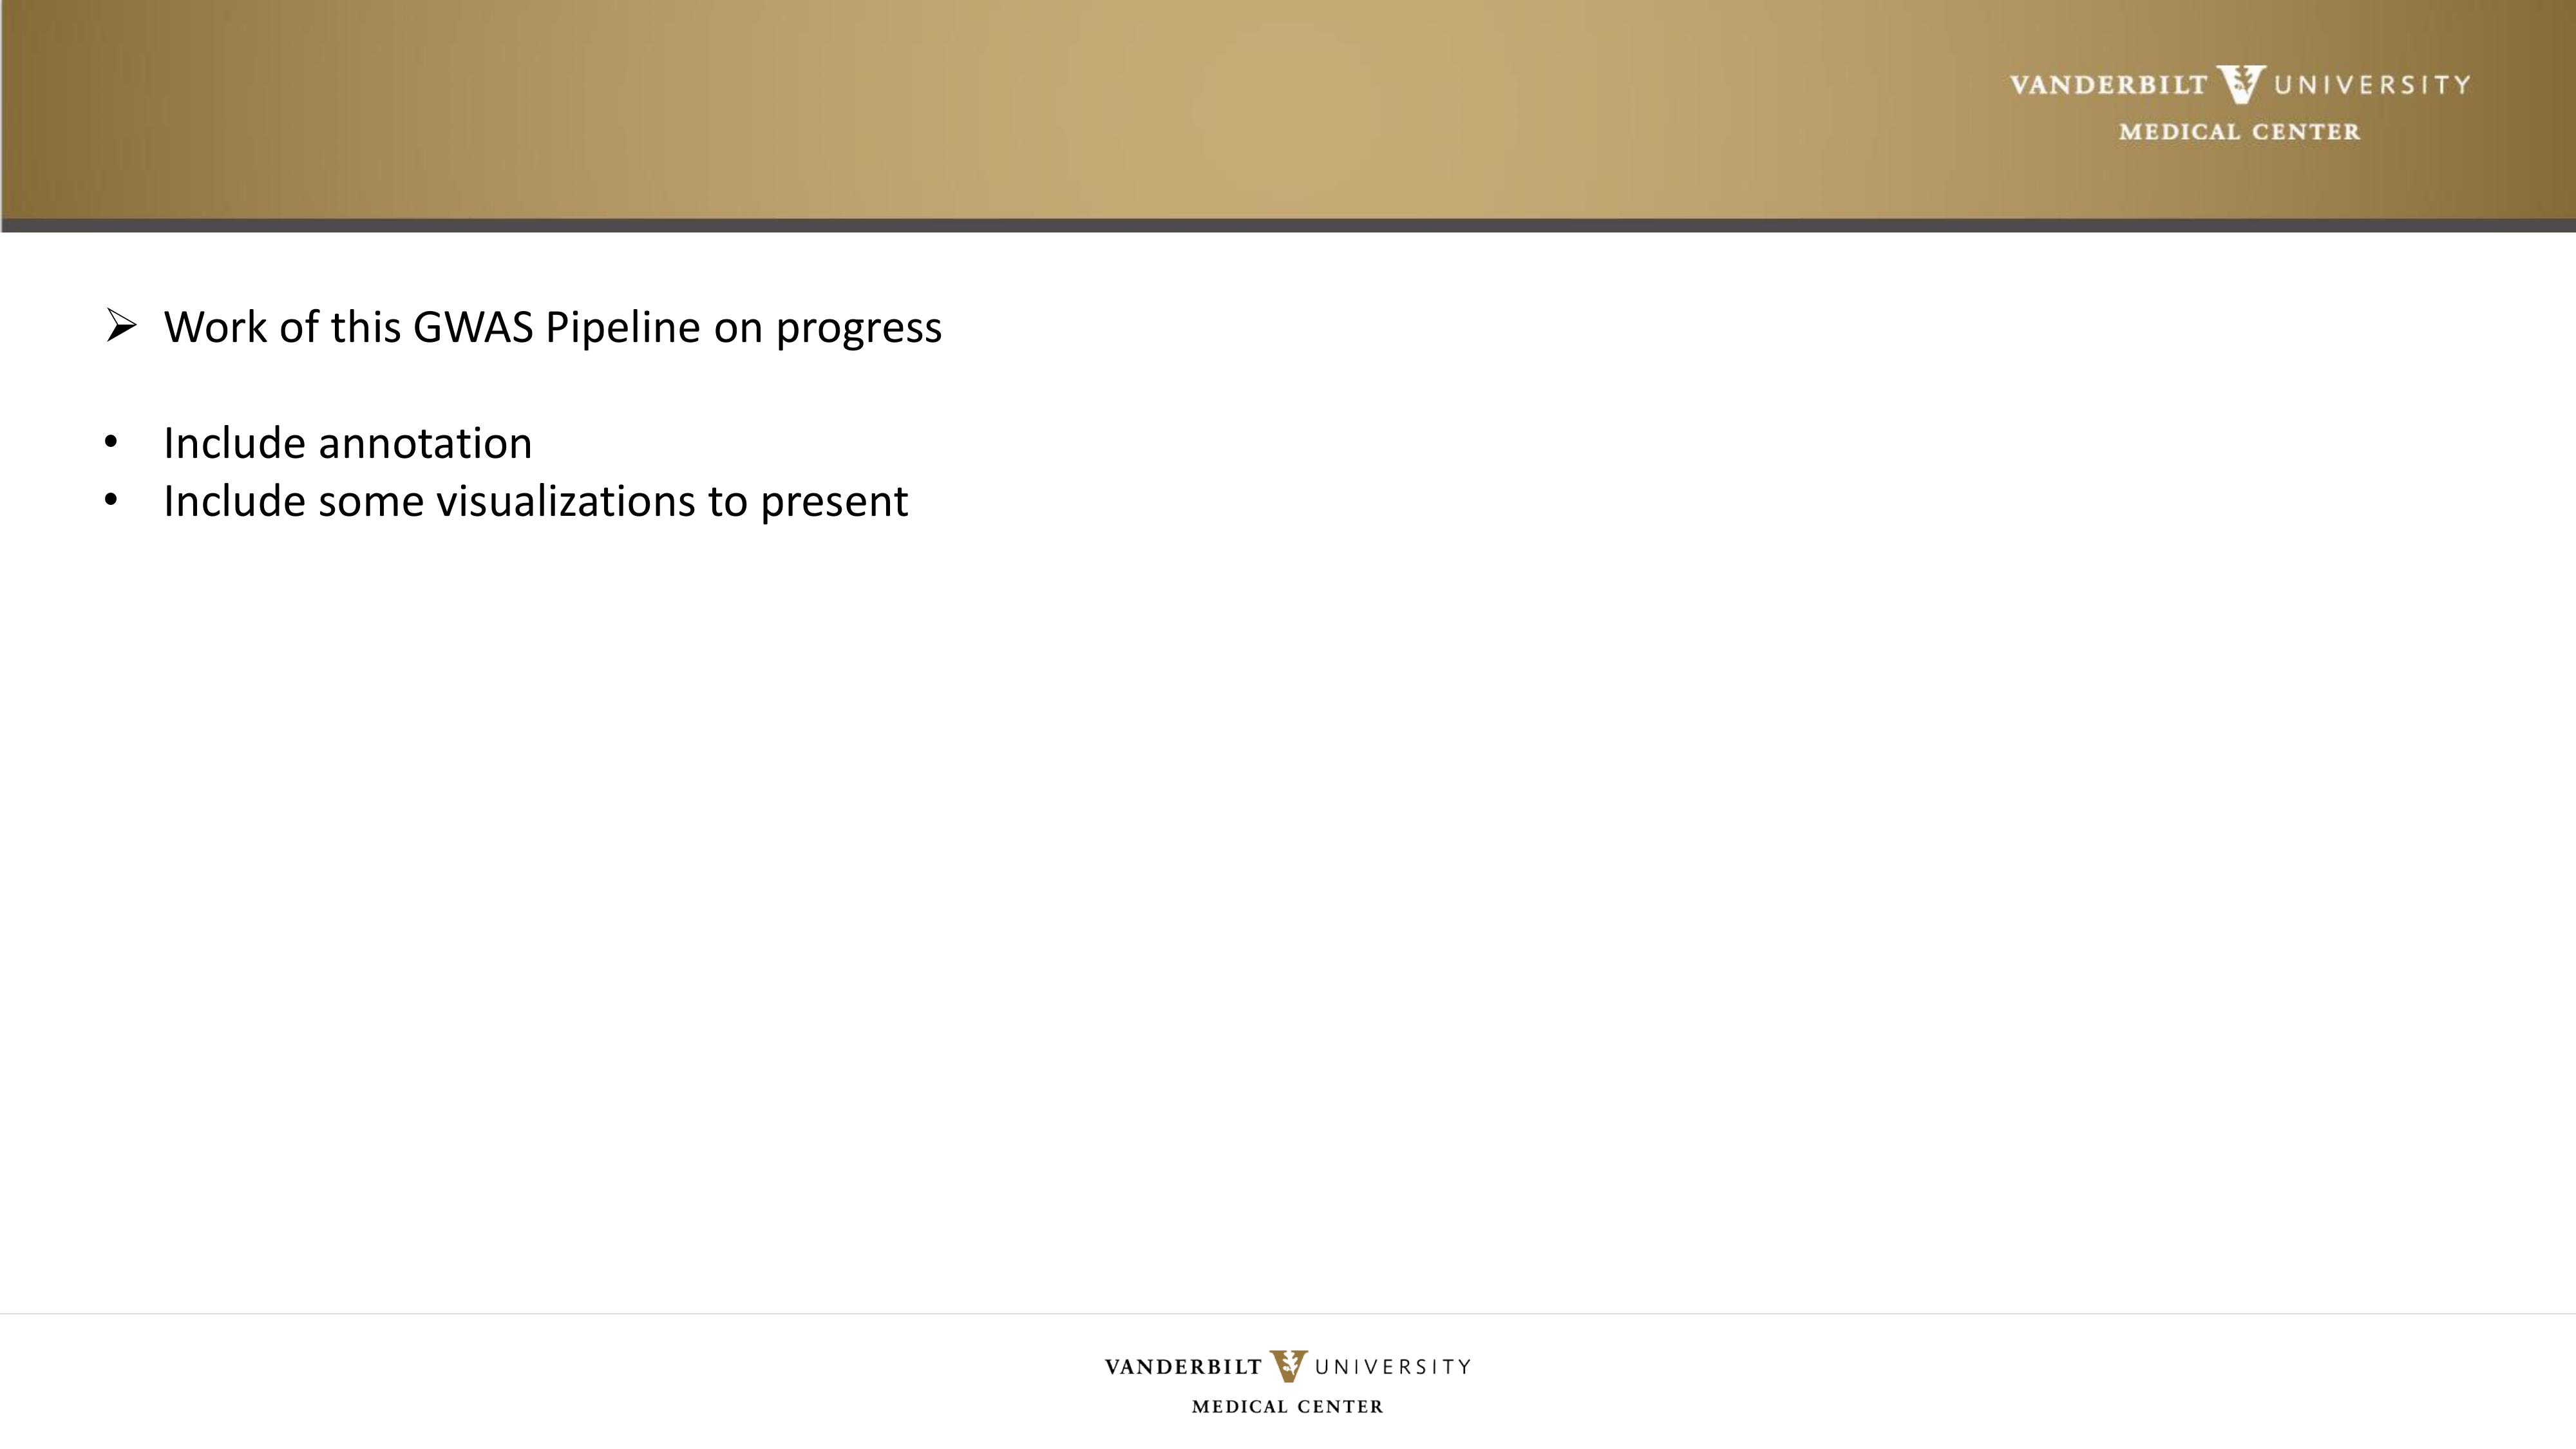 VANDERBILT UNIVERSITY
MEDICAL CENTER
➢ Work of this GWAS Pipeline on progress
• Include annotation
• Include some visualizations to present
VANDERBILT UNIVERSITY
MEDICAL CENTER